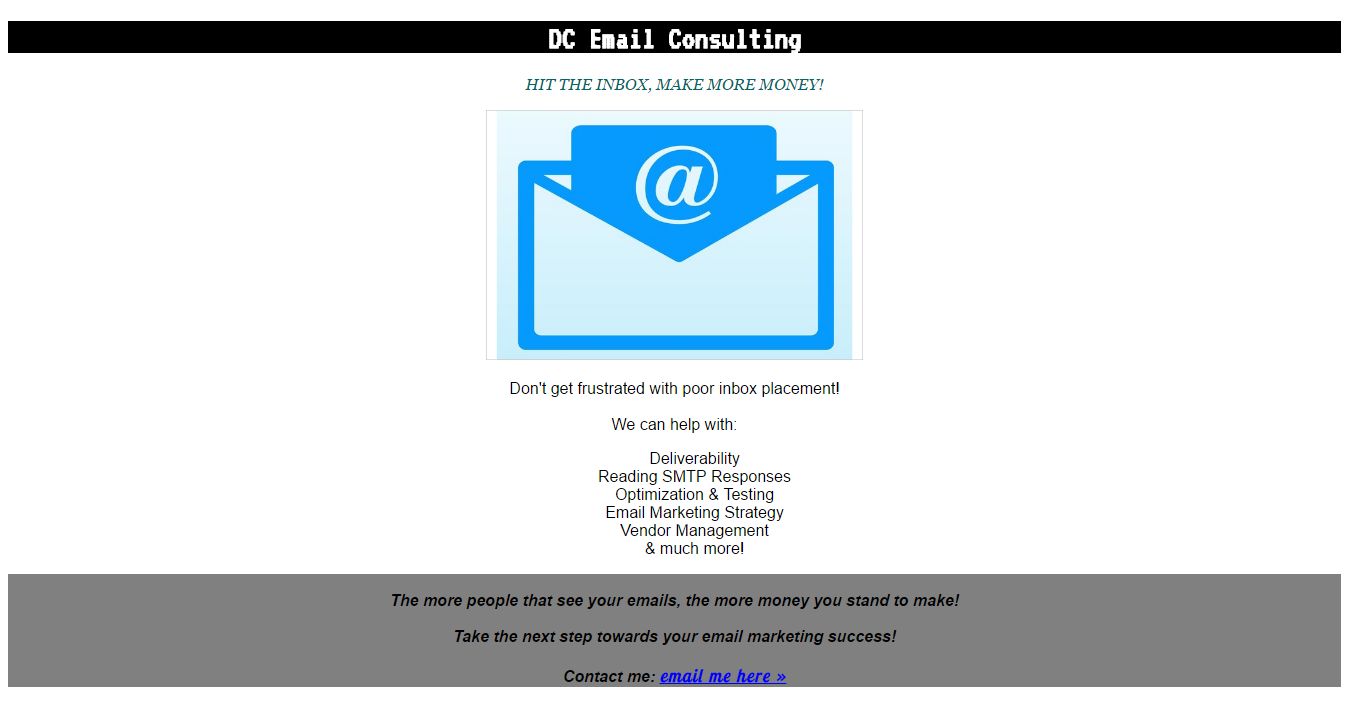 DC Email Consulting
HIT THE INBOX, MAKE MORE MONEY!
@
Don't get frustrated with poor inbox placement!
We can help with:
Deliverability
Reading SMTP Responses
Optimization & Testing
Email Marketing Strategy
Vendor Management
& much more!
The more people that see your emails, the more money you stand to make!
Take the next step towards your email marketing success!
Contact me: email me here »